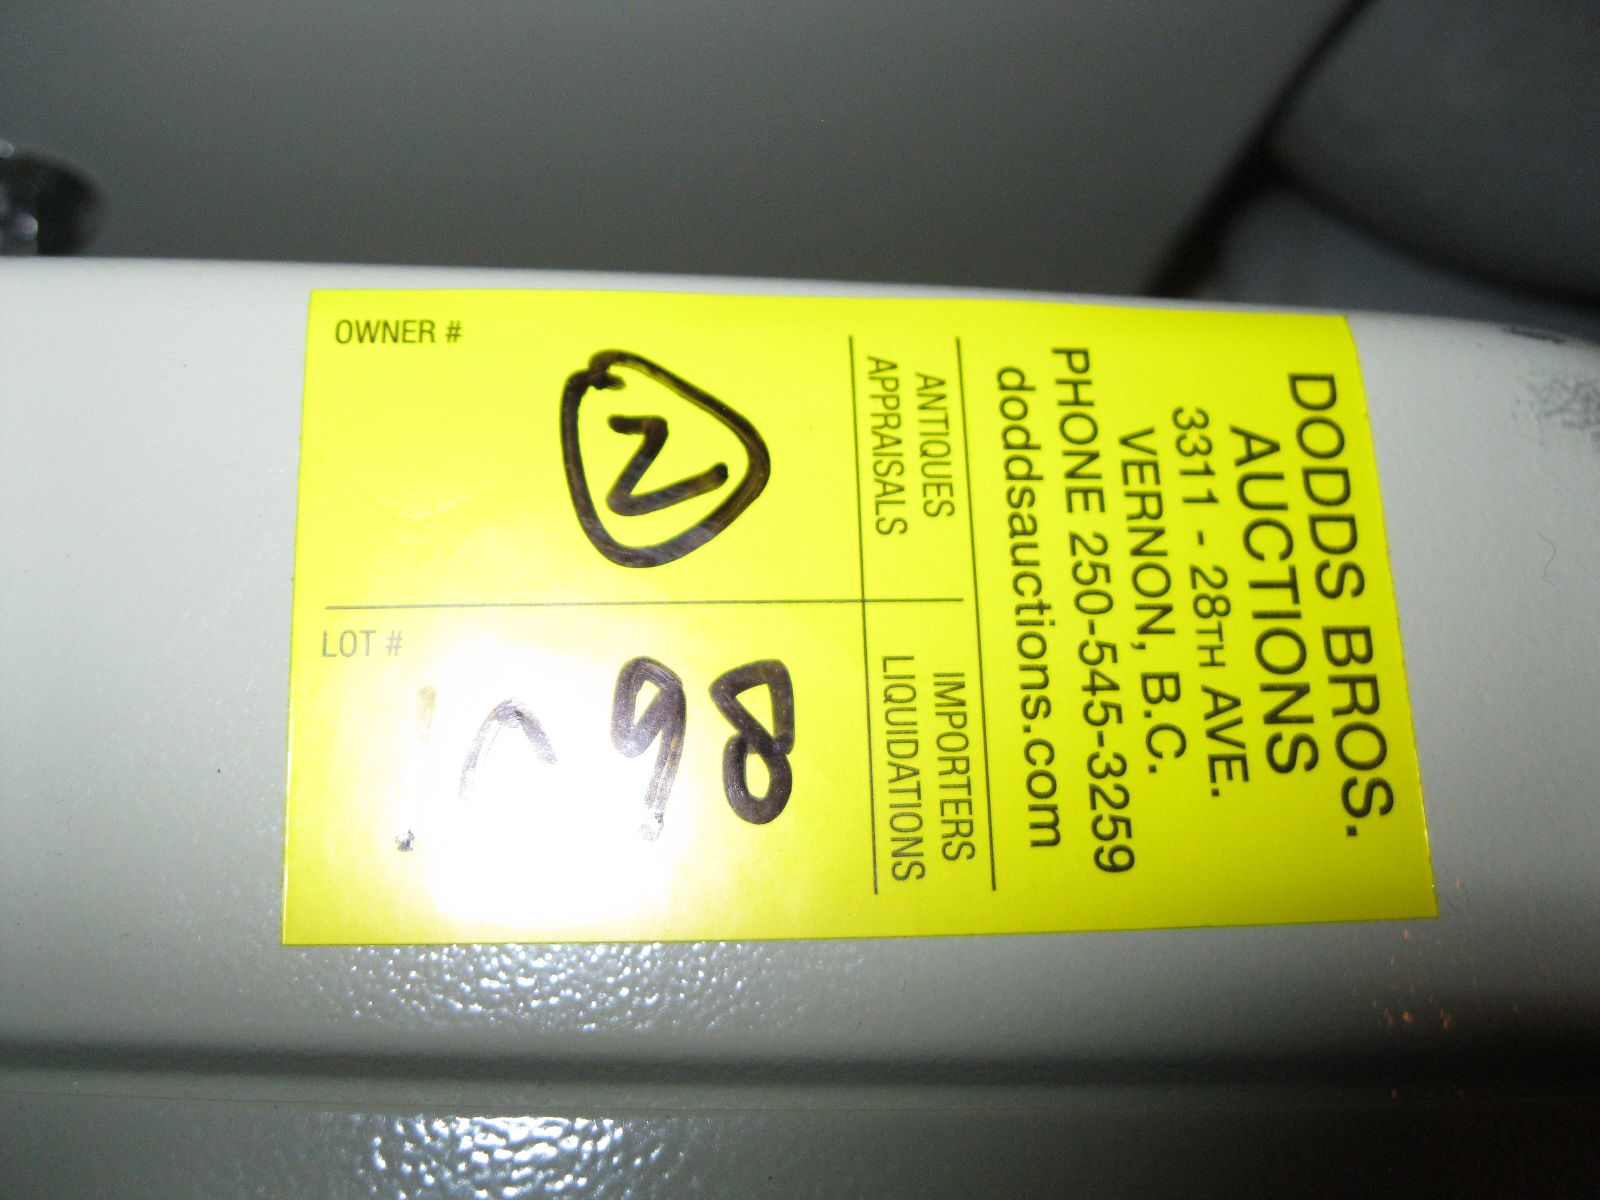 DODDS BROS.
AUCTIONS
3311 - 28TH AVE.
VERNON, B.C.
PHONE 250-545-3259
doddsauctions.com
ANTIQUES IMPORTERS
APPRAISALS LIQUIDATIONS
OWNER #
2
LOT #